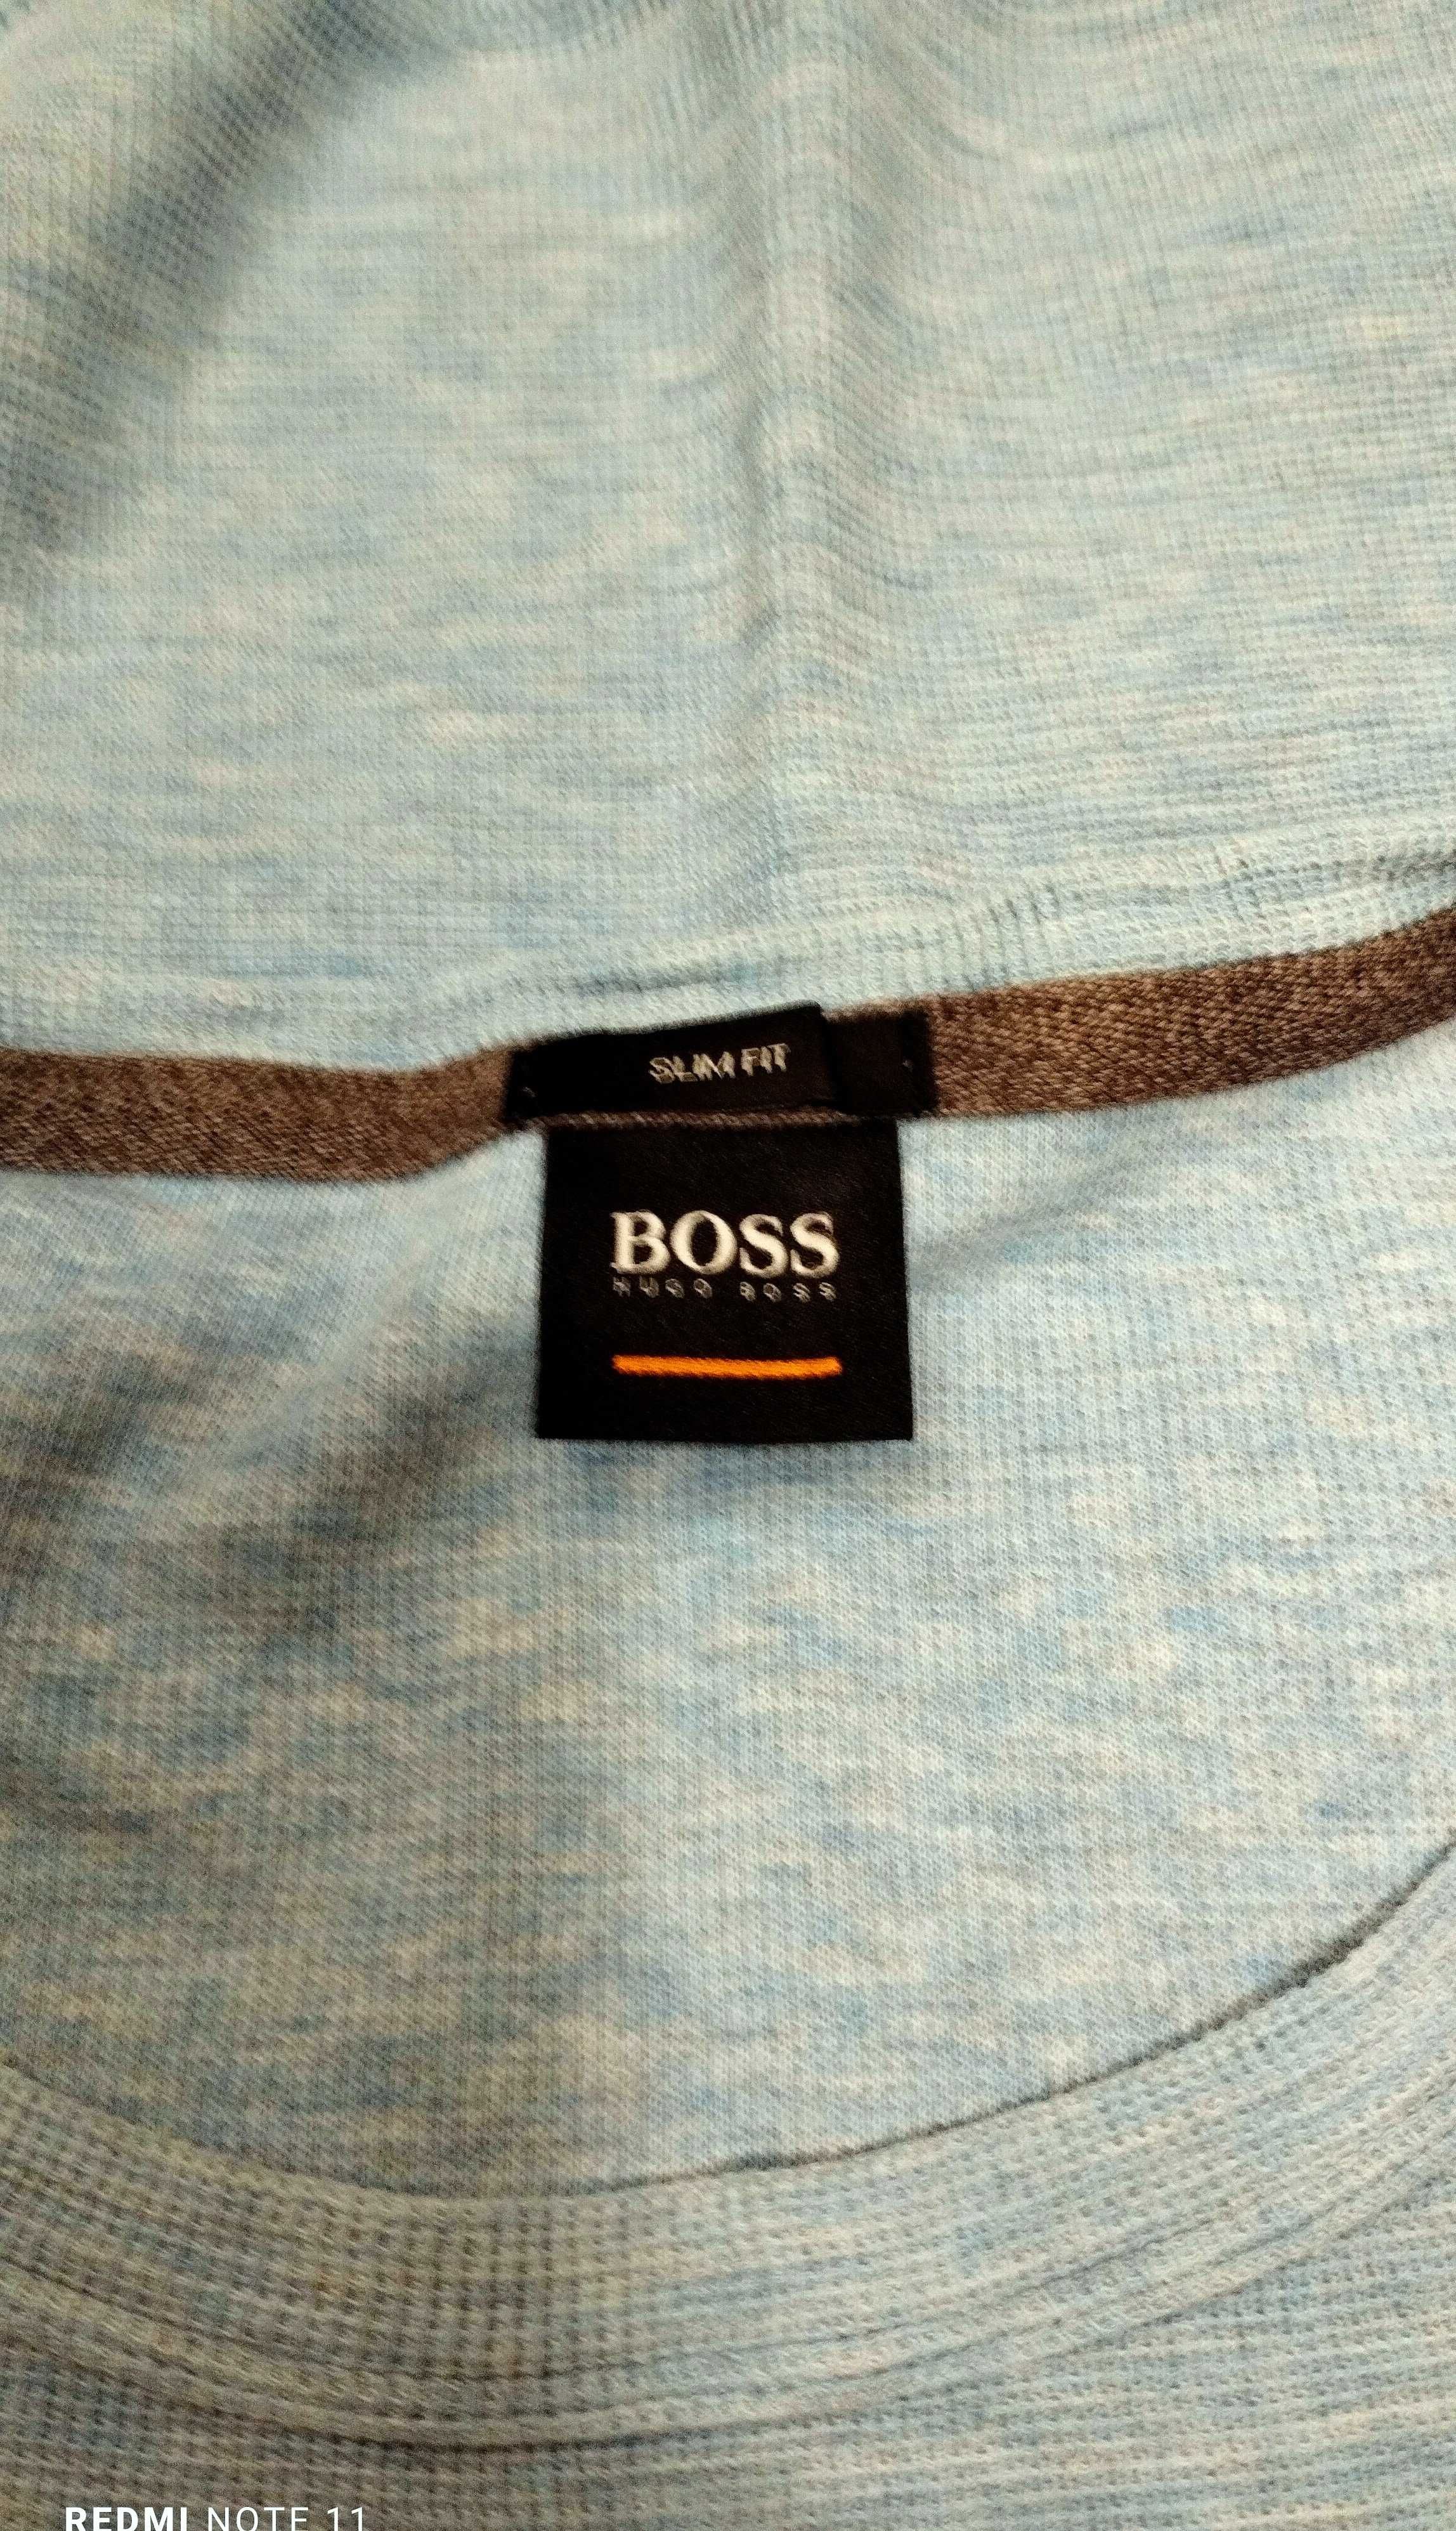 SLIM FIT
BOSS
HUGO BOSS
REDMI NOTE 11